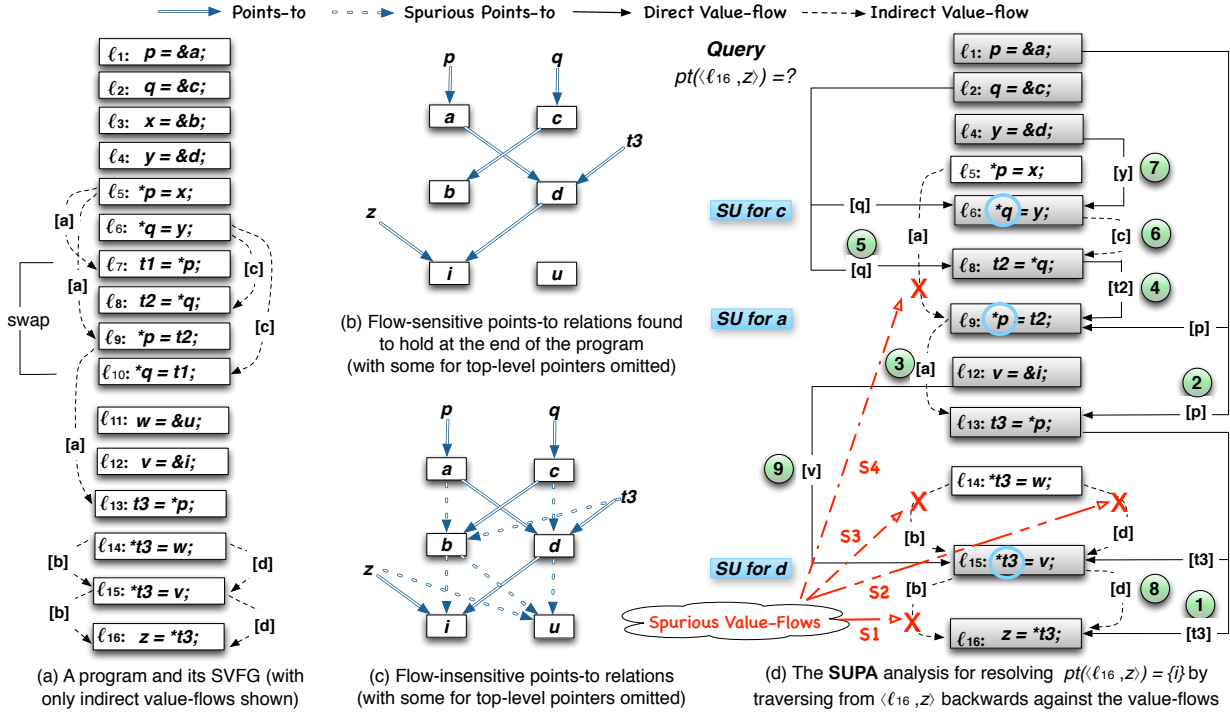 Points-to
Spurious Points-to
Direct Value-flow
Indirect Value-flow
ℓ1: p = &a;
ℓ2: q = &c;
ℓ3: x = &b;
ℓ4: y = &d;
ℓ5: *p = x;
[a]
ℓ6: *q = y;
ℓ7: t1 = *p;
[c]
[a]
ℓ8: t2 = *q;
swap
[c]
ℓ9: *p = t2;
ℓ10: *q = t1;
ℓ11: w = &u;
[a]
ℓ12: v = &i;
ℓ13: t3 = *p;
ℓ14: *t3 = w;
[b]
[d]
ℓ15: *t3 = v;
[b]
[d]
ℓ16: z = *t3;
(a) A program and its SVFG (with
only indirect value-flows shown)
p
q
a
c
t3
b
d
z
i
u
(b) Flow-sensitive points-to relations found
to hold at the end of the program
(with some for top-level pointers omitted)
p
q
a
c
t3
b
d
z
i
u
(c) Flow-insensitive points-to relations
(with some for top-level pointers omitted)
Query
pt(⟨ℓ16 ,z⟩) =?
ℓ1: p = &a;
ℓ2: q = &c;
ℓ4: y = &d;
ℓ5: *p = x;
[y]
7
SU for c
[q]
ℓ6: *q = y;
[a]
[c]
6
5
[q]
ℓ8: t2 = *q;
[t2]
4
X
SU for a
ℓ9: *p = t2;
[p]
3
[a]
ℓ12: v = &i;
2
[p]
ℓ13: t3 = *p;
9
[v]
S4
ℓ14: *t3 = w;
X
X
S3
[b]
[d]
SU for d
ℓ15: *t3 = v;
[t3]
S2
[b]
[d]
8
1
Spurious Value-Flows
S1
X
ℓ16: z = *t3;
[t3]
(d) The SUPA analysis for resolving pt(⟨ℓ16 ,z⟩) = {i} by
traversing from ⟨ℓ16 ,z⟩ backwards against the value-flows